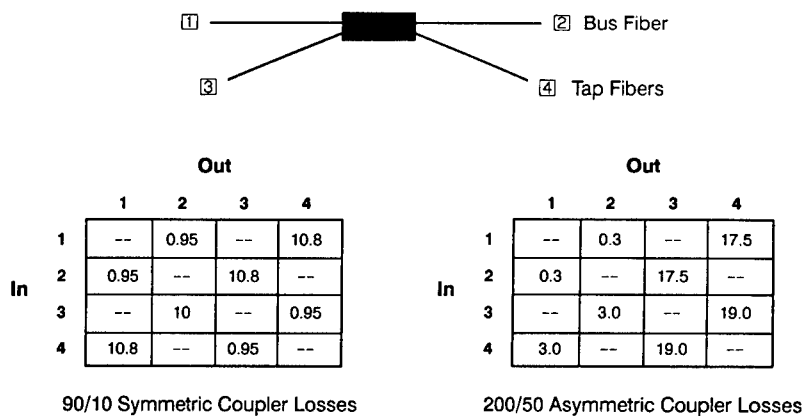 1 2 Bus Fiber
3 4 Tap Fibers
Out Out
1 2 3 4 1 2 3 4
1 -- 0.95 -- 10.8 1 -- 0.3 -- 17.5
In 2 0.95 -- 10.8 -- In 2 0.3 -- 17.5 --
3 -- 10 -- 0.95 3 -- 3.0 -- 19.0
4 10.8 -- 0.95 -- 4 3.0 -- 19.0 --
90/10 Symmetric Coupler Losses 200/50 Asymmetric Coupler Losses